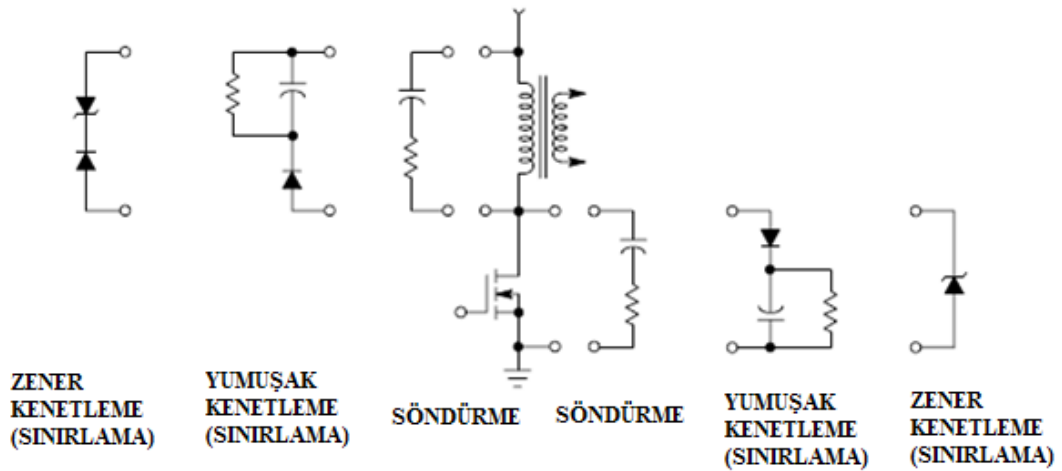 ZENER
KENETLEME
(SINIRLAMA)
YUMUŞAK
KENETLEME
(SINIRLAMA)
SÖNDÜRME
SÖNDÜRME
YUMUŞAK
KENETLEME
(SINIRLAMA)
ZENER
KENETLEME
(SINIRLAMA)